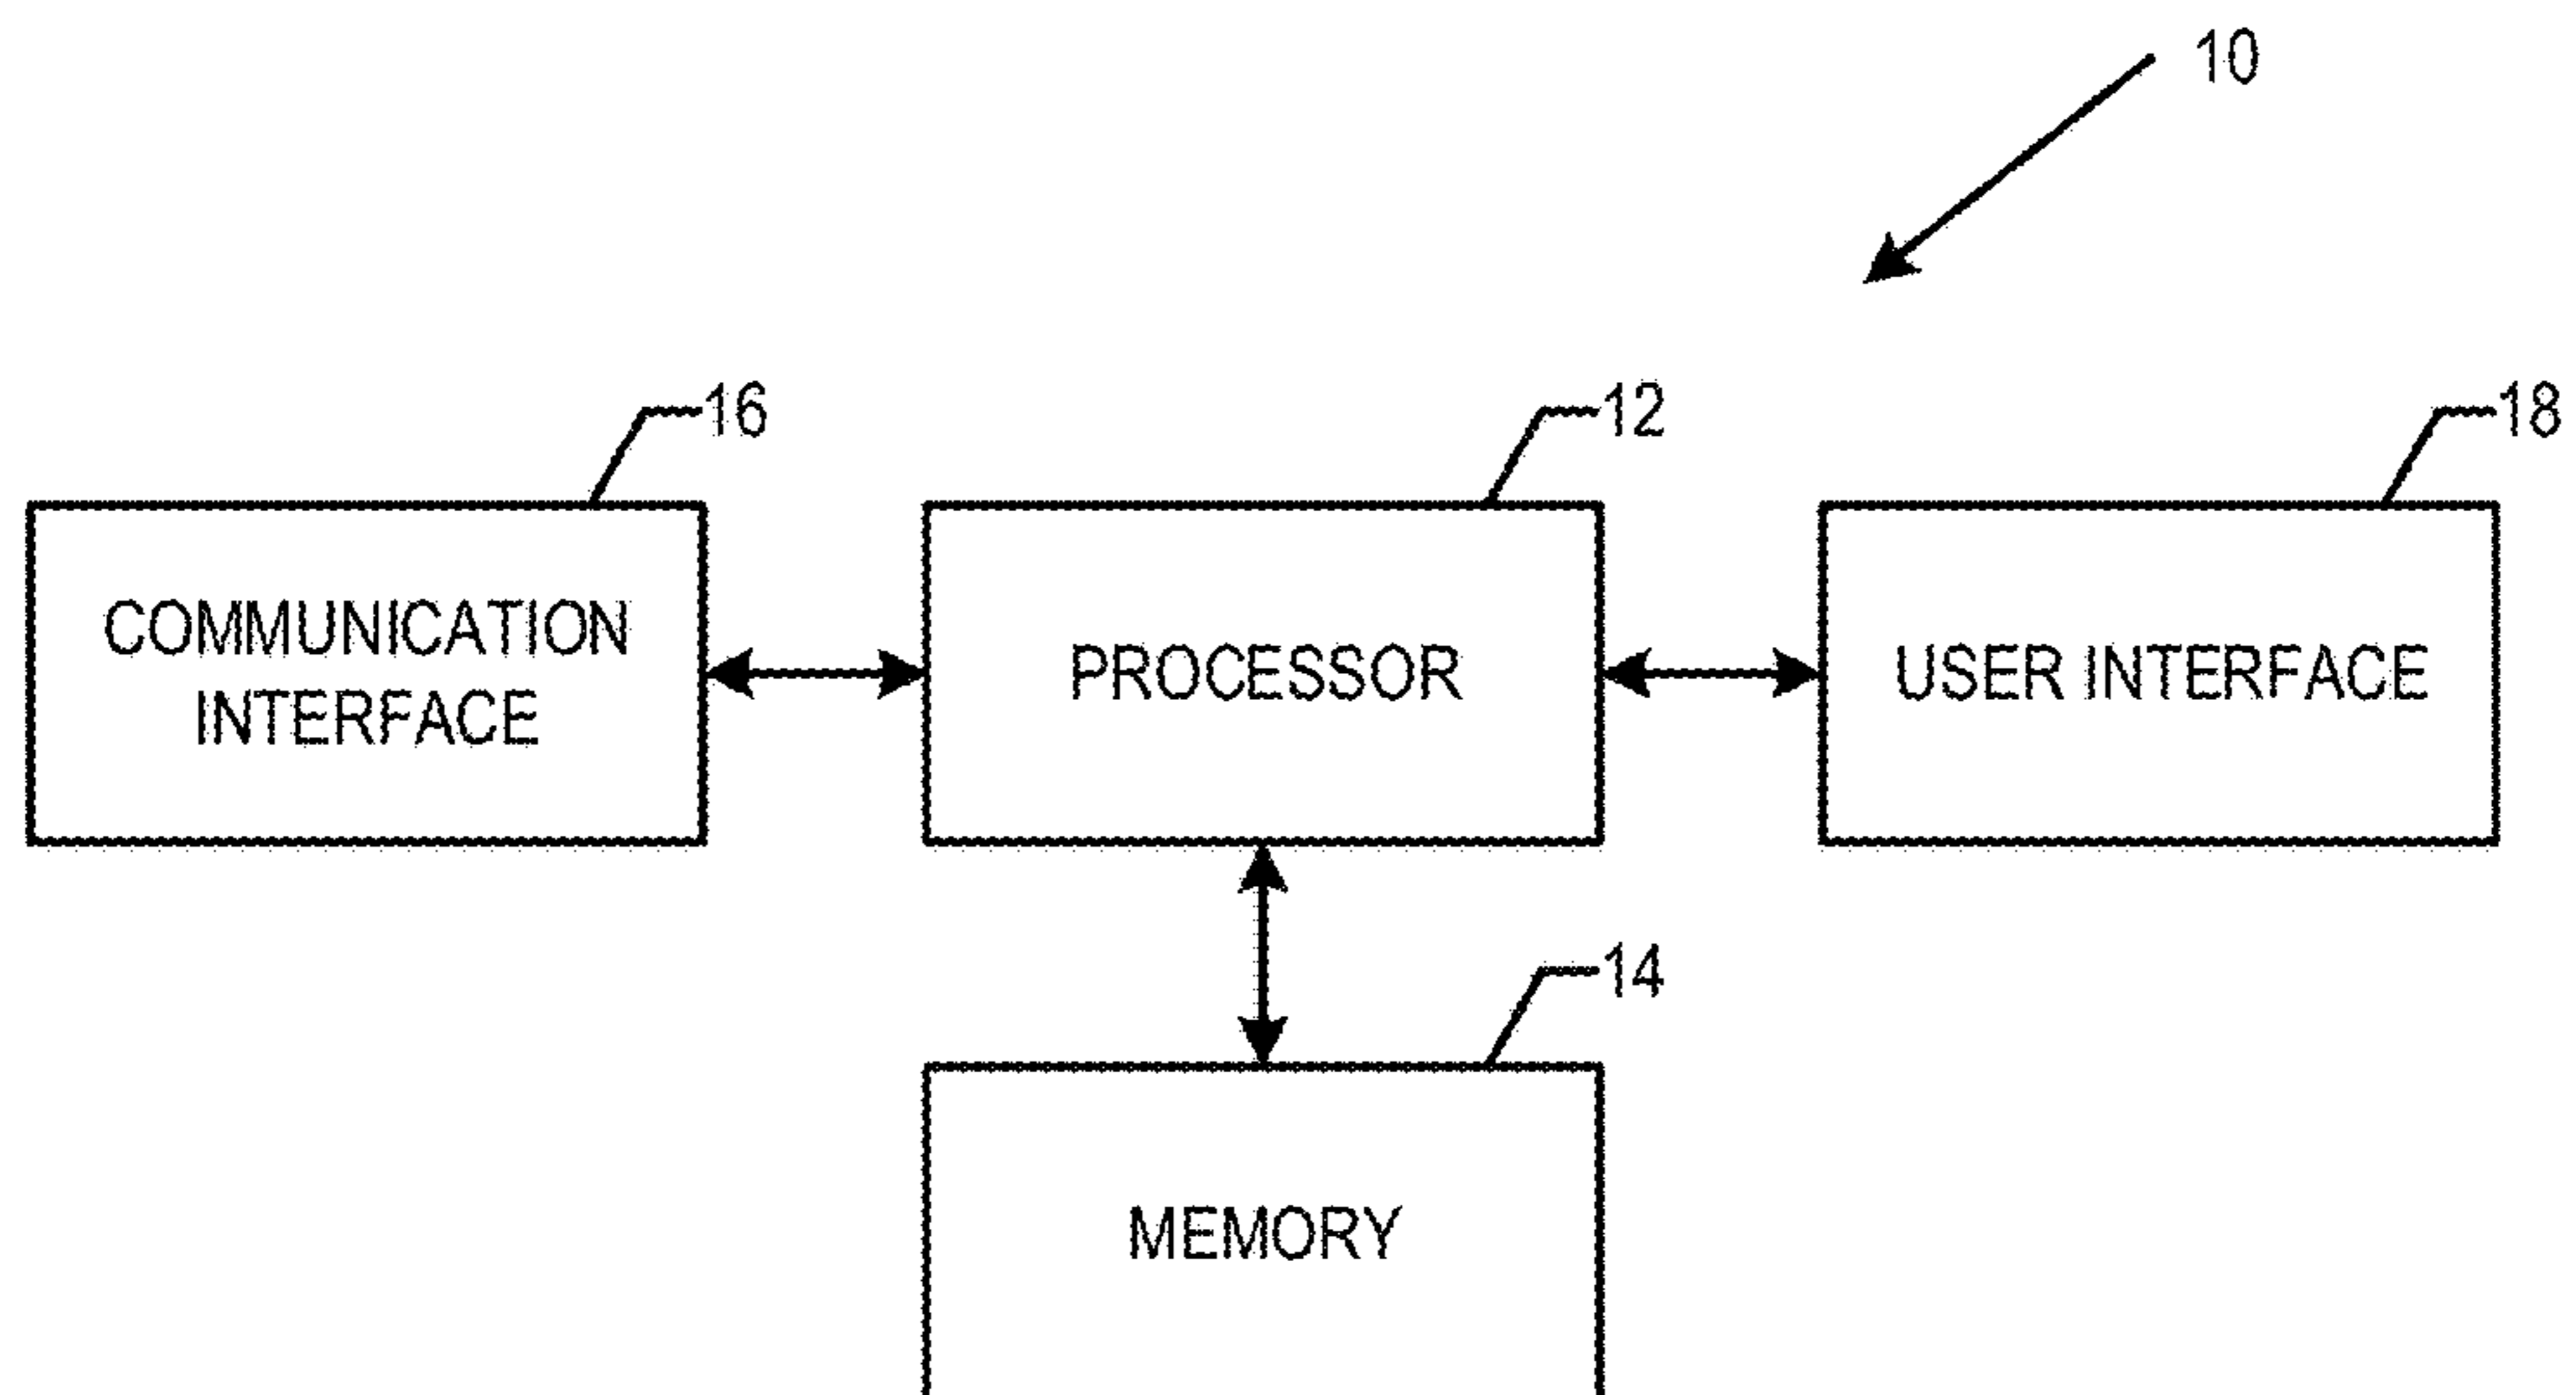 10
16
12
18
COMMUNICATION
INTERFACE
PROCESSOR
USER INTERFACE
14
MEMORY